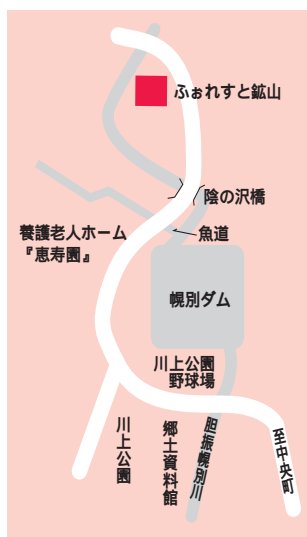 ふぉれすと鉱山
陰の沢橋
養護老人ホーム
『恵寿園』
魚道
幌別ダム
川上公園
野球場
川上公園
郷土資料館
胆振幌別川
至中央町